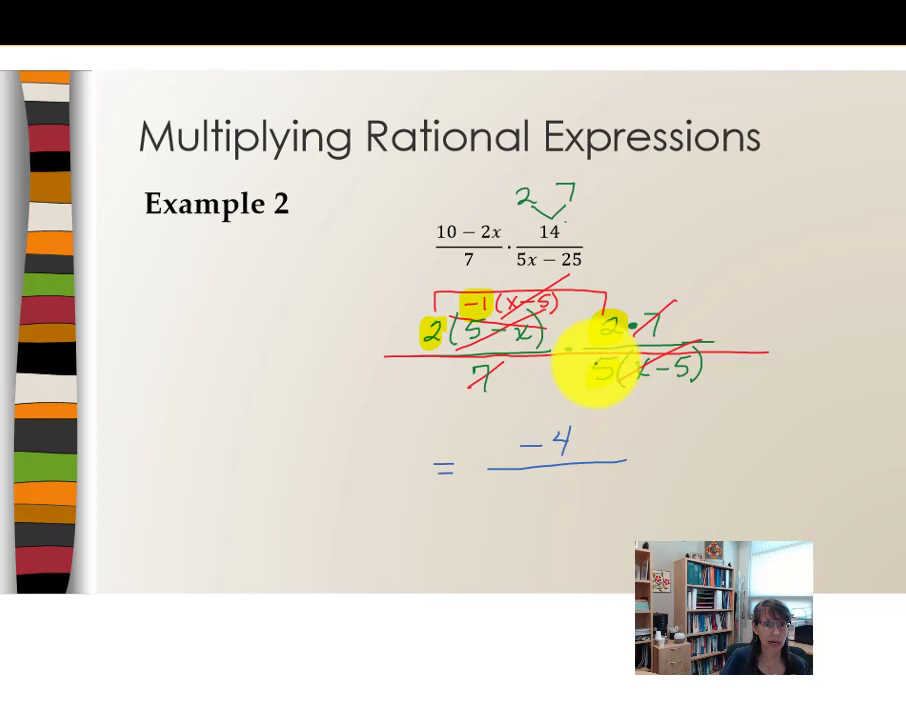 Multiplying Rational Expressions
Example 2
2 7
10 − 2x 14
7 · 5x − 25
−1(x−5)
2(5−x) · 2·7
7 5(x−5)
−4
=